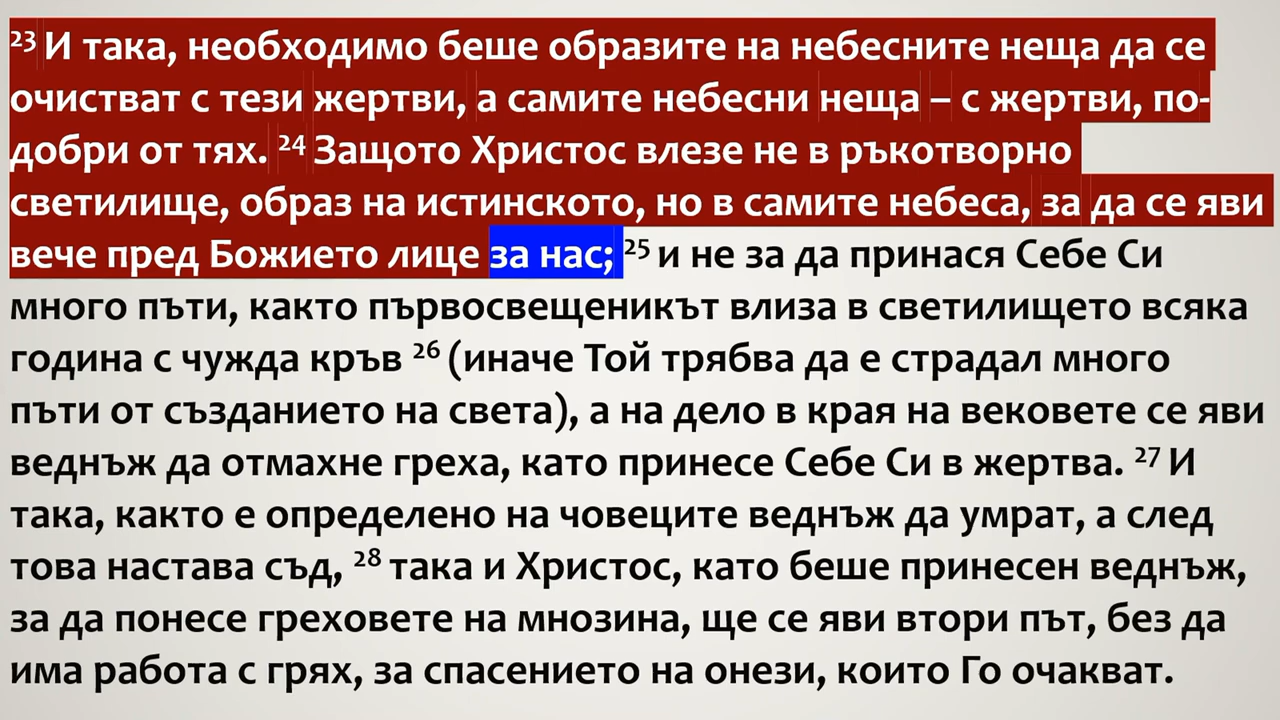 ²³ И така, необходимо беше образите на небесните неща да се
очистват с тези жертви, а самите небесни неща – с жертви, по-
добри от тях. ²⁴ Защото Христос влезе не в ръкотворно
светилище, образ на истинското, но в самите небеса, за да се яви
вече пред Божието лице за нас; ²⁵ и не за да принася Себе Си
много пъти, както първосвещеникът влиза в светилището всяка
година с чужда кръв ²⁶ (иначе Той трябва да е страдал много
пъти от създанието на света), а на дело в края на вековете се яви
веднъж да отмахне греха, като принесе Себе Си в жертва. ²⁷ И
така, както е определено на човеците веднъж да умрат, а след
това настава съд, ²⁸ така и Христос, като беше принесен веднъж,
за да понесе греховете на мнозина, ще се яви втори път, без да
има работа с грях, за спасението на онези, които Го очакват.